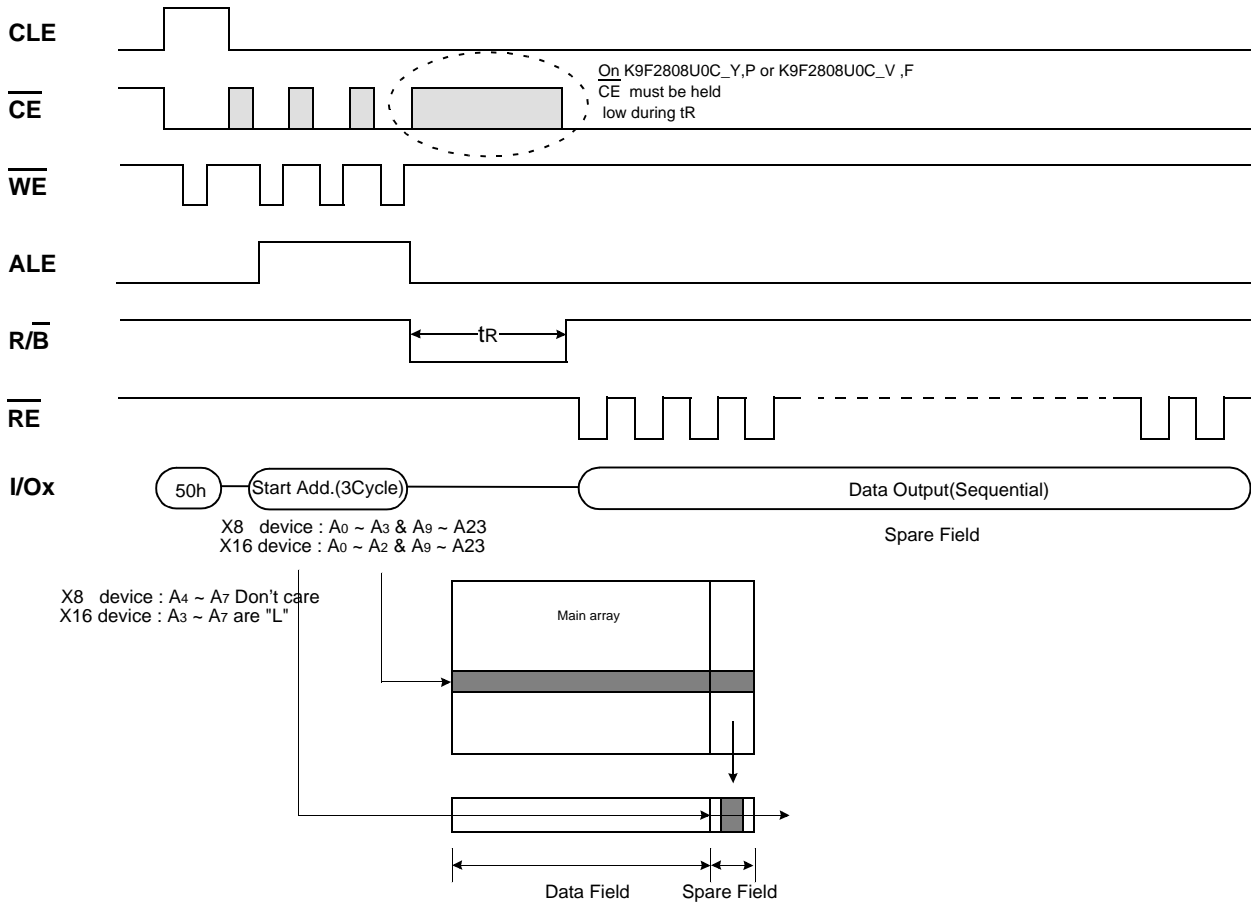 CLE
On K9F2808U0C_Y,P or K9F2808U0C_V ,F
CE must be held
low during tR
CE
WE
ALE
R/B
tR
RE
I/Ox
50h
Start Add.(3Cycle)
Data Output(Sequential)
X8 device : A0 ~ A3 & A9 ~ A23
X16 device : A0 ~ A2 & A9 ~ A23
Spare Field
X8 device : A4 ~ A7 Don't care
X16 device : A3 ~ A7 are "L"
Main array
Data Field
Spare Field